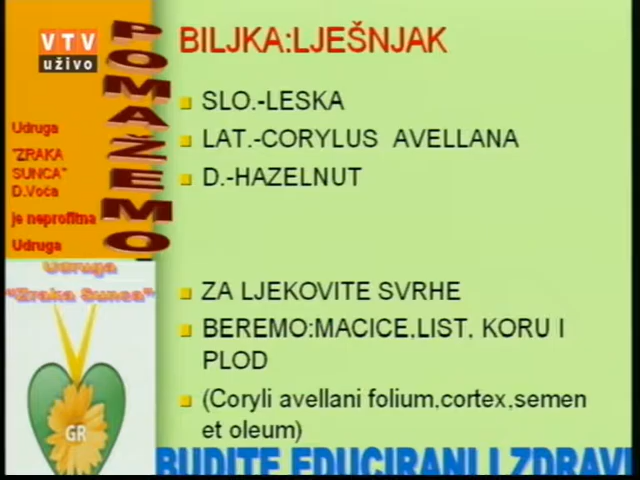 VTV
uživo
POMAŽEMO
Udruga
"ZRAKA
SUNCA"
D.Voća
je neprofitna
Udruga
Udruga
"Zraka Sunca"
GR
BILJKA:LJEŠNJAK
SLO.-LESKA
LAT.-CORYLUS AVELLANA
D.-HAZELNUT
ZA LJEKOVITE SVRHE
BEREMO:MACICE,LIST, KORU I
PLOD
(Coryli avellani folium,cortex,semen
et oleum)
BUDITE EDUCIRANI I ZDRAVI